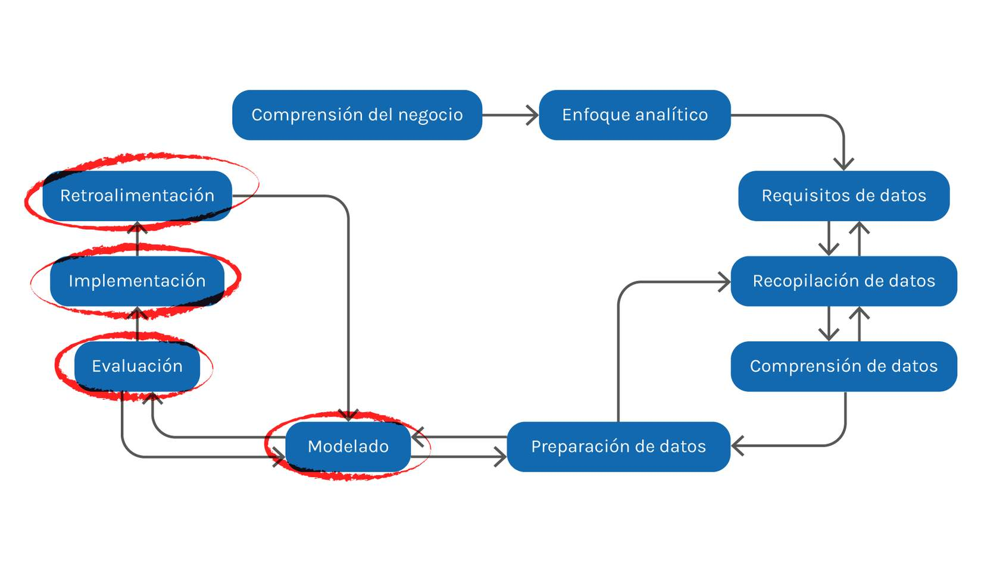 Comprensión del negocio
Enfoque analítico
Requisitos de datos
Recopilación de datos
Comprensión de datos
Preparación de datos
Modelado
Evaluación
Implementación
Retroalimentación